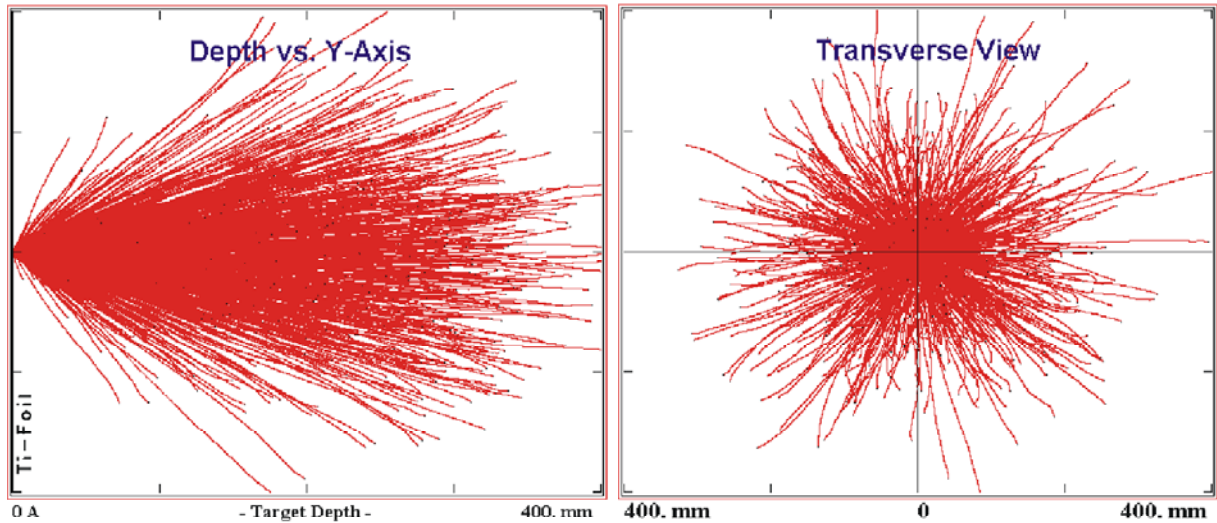 Depth vs. Y-Axis
Ti-Foil
0 A - Target Depth - 400. mm
Transverse View
400. mm 0 400. mm